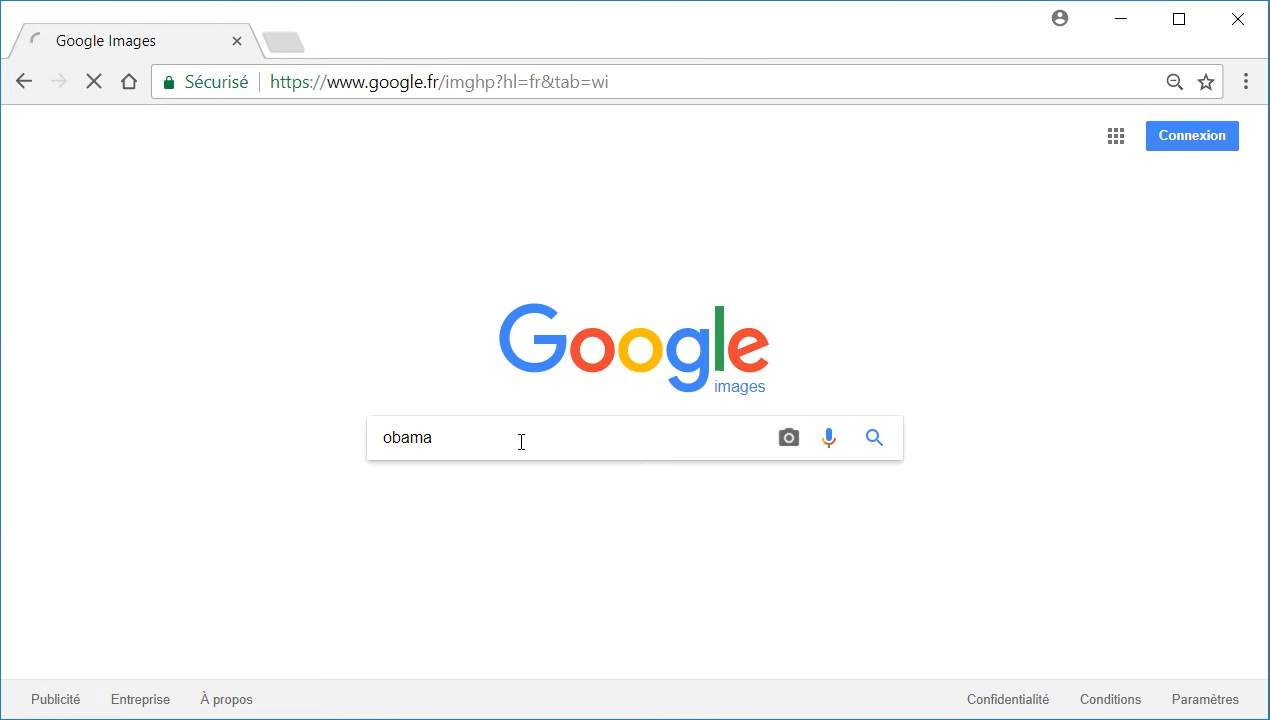 Google Images
Sécurisé https://www.google.fr/imghp?hl=fr&tab=wi
Connexion
Google
images
obama
Publicité Entreprise À propos Confidentialité Conditions Paramètres